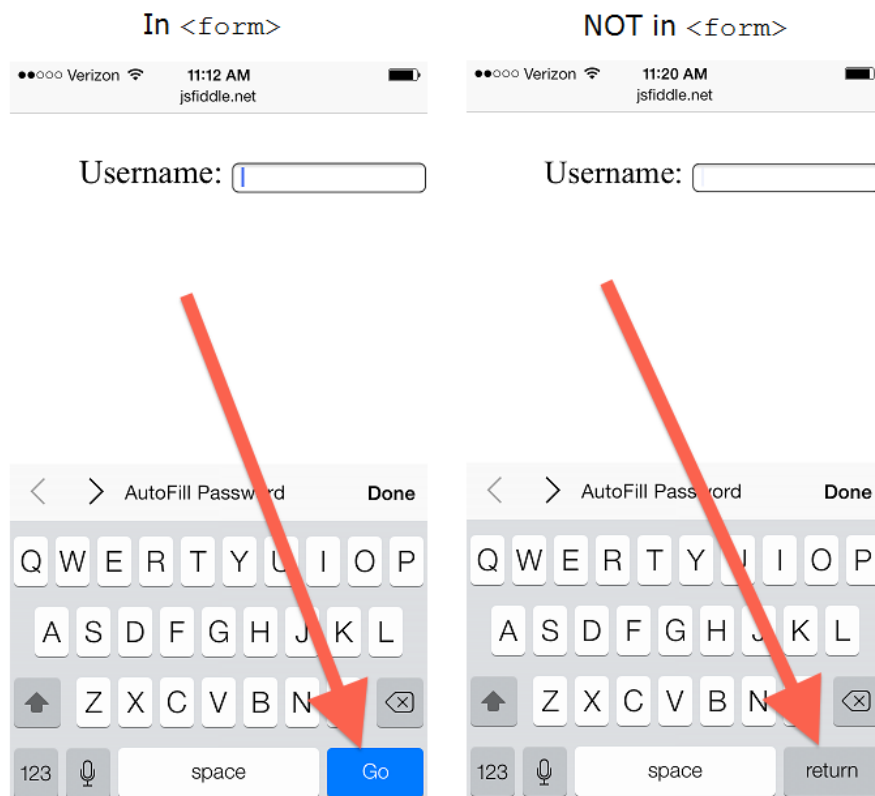 In <form>
Verizon 11:12 AM
jsfiddle.net
Username:
AutoFill Password Done
Q W E R T Y U I O P
A S D F G H J K L
Z X C V B N
123 space Go
NOT in <form>
Verizon 11:20 AM
jsfiddle.net
Username:
AutoFill Password Done
Q W E R T Y U I O P
A S D F G H J K L
Z X C V B N
123 space return